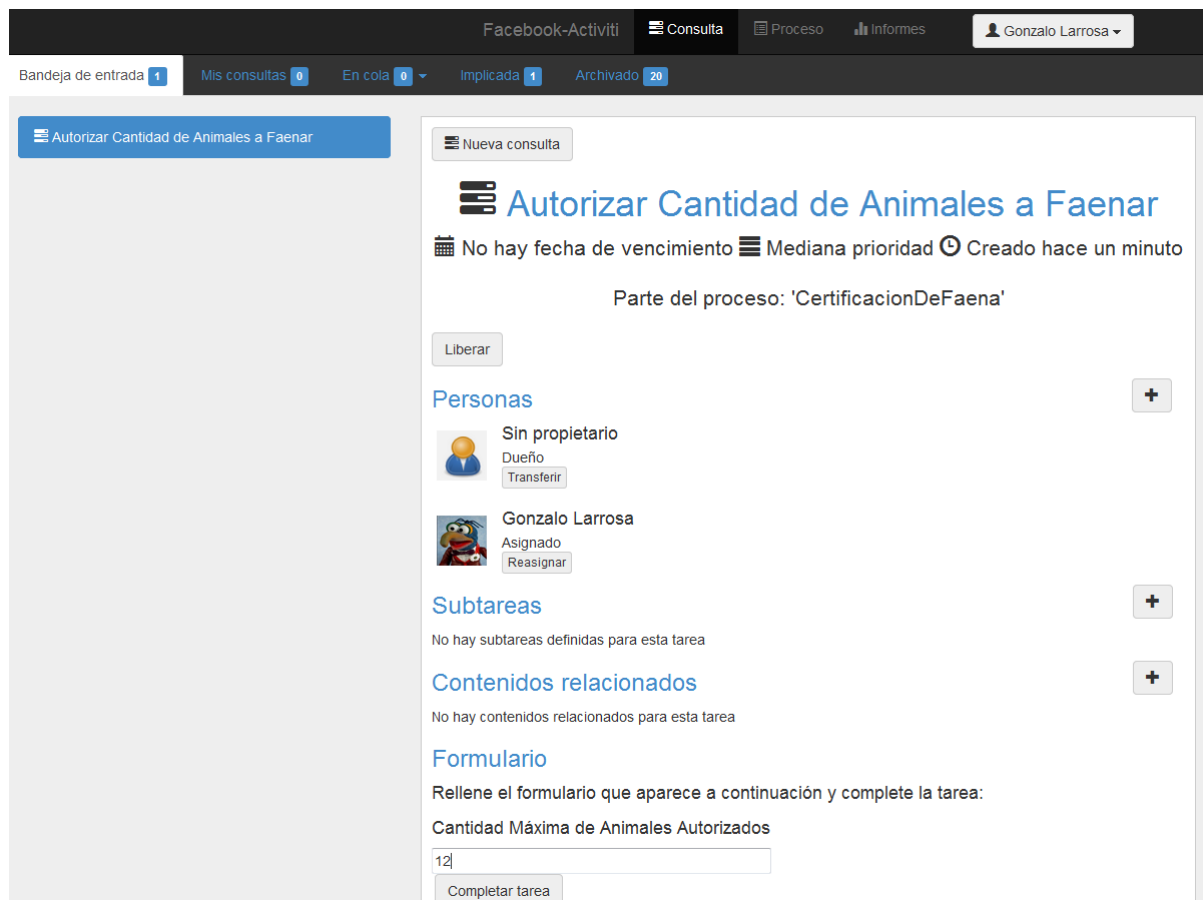 Facebook-Activiti Consulta Proceso Informes Gonzalo Larrosa
Bandeja de entrada 1 Mis consultas 0 En cola 0 Implicada 1 Archivado 20
Autorizar Cantidad de Animales a Faenar
Nueva consulta
Autorizar Cantidad de Animales a Faenar
No hay fecha de vencimiento Mediana prioridad Creado hace un minuto
Parte del proceso: 'CertificacionDeFaena'
Liberar
Personas
Sin propietario
Dueño
Transferir
Gonzalo Larrosa
Asignado
Reasignar
Subtareas
No hay subtareas definidas para esta tarea
Contenidos relacionados
No hay contenidos relacionados para esta tarea
Formulario
Rellene el formulario que aparece a continuación y complete la tarea:
Cantidad Máxima de Animales Autorizados
12
Completar tarea